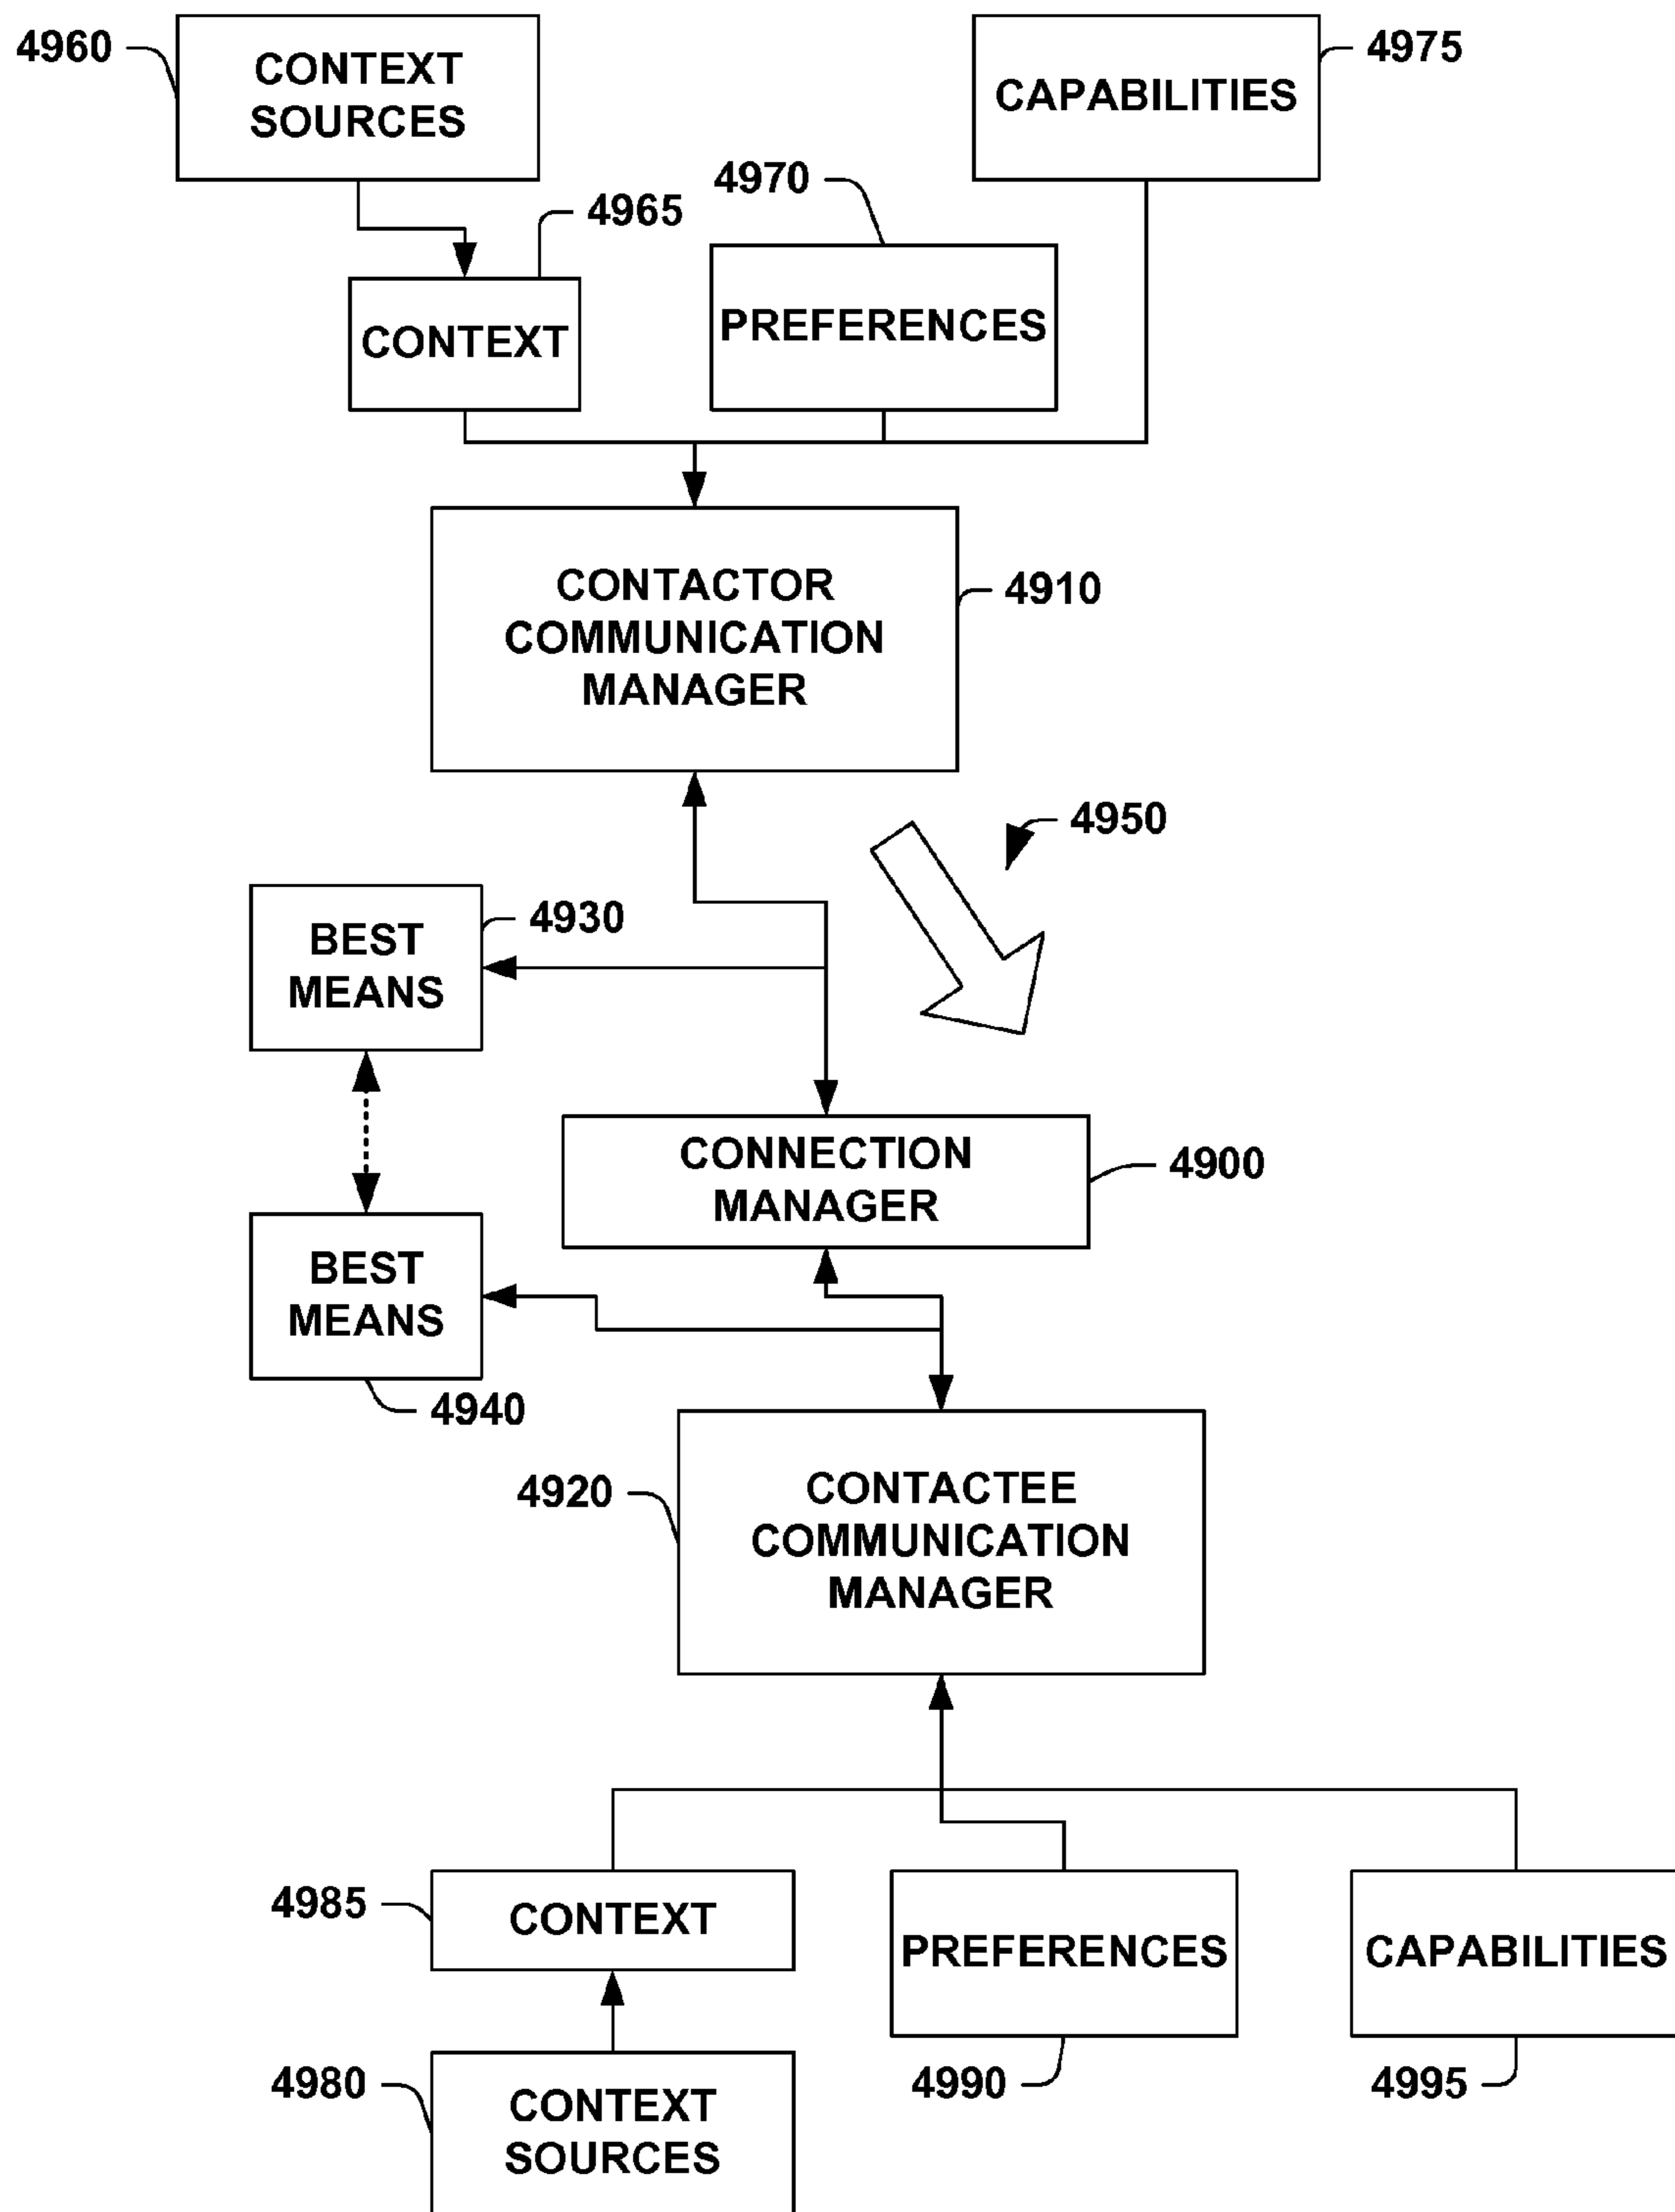 4960
CONTEXT
SOURCES
CAPABILITIES
4975
4970
4965
CONTEXT
PREFERENCES
CONTACTOR
COMMUNICATION
MANAGER
4910
4950
BEST
MEANS
4930
CONNECTION
MANAGER
4900
BEST
MEANS
4940
4920
CONTACTEE
COMMUNICATION
MANAGER
4985
CONTEXT
PREFERENCES
CAPABILITIES
4980
CONTEXT
SOURCES
4990
4995